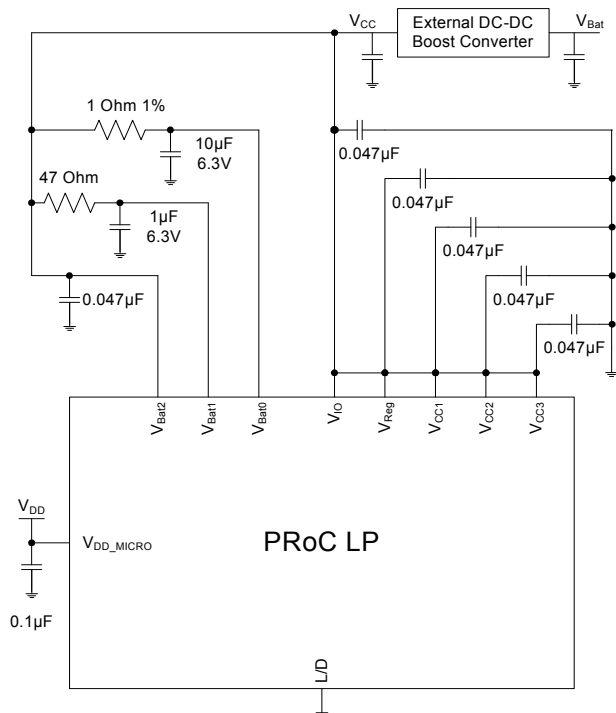 VCC
External DC-DC
Boost Converter
VBat
1 Ohm 1%
10µF
6.3V
0.047µF
47 Ohm
0.047µF
1µF
6.3V
0.047µF
0.047µF
0.047µF
0.047µF
VBat2
VBat1
VBat0
VIO
VReg
VCC1
VCC2
VCC3
VDD
VDD_MICRO
PRoC LP
0.1µF
L/D